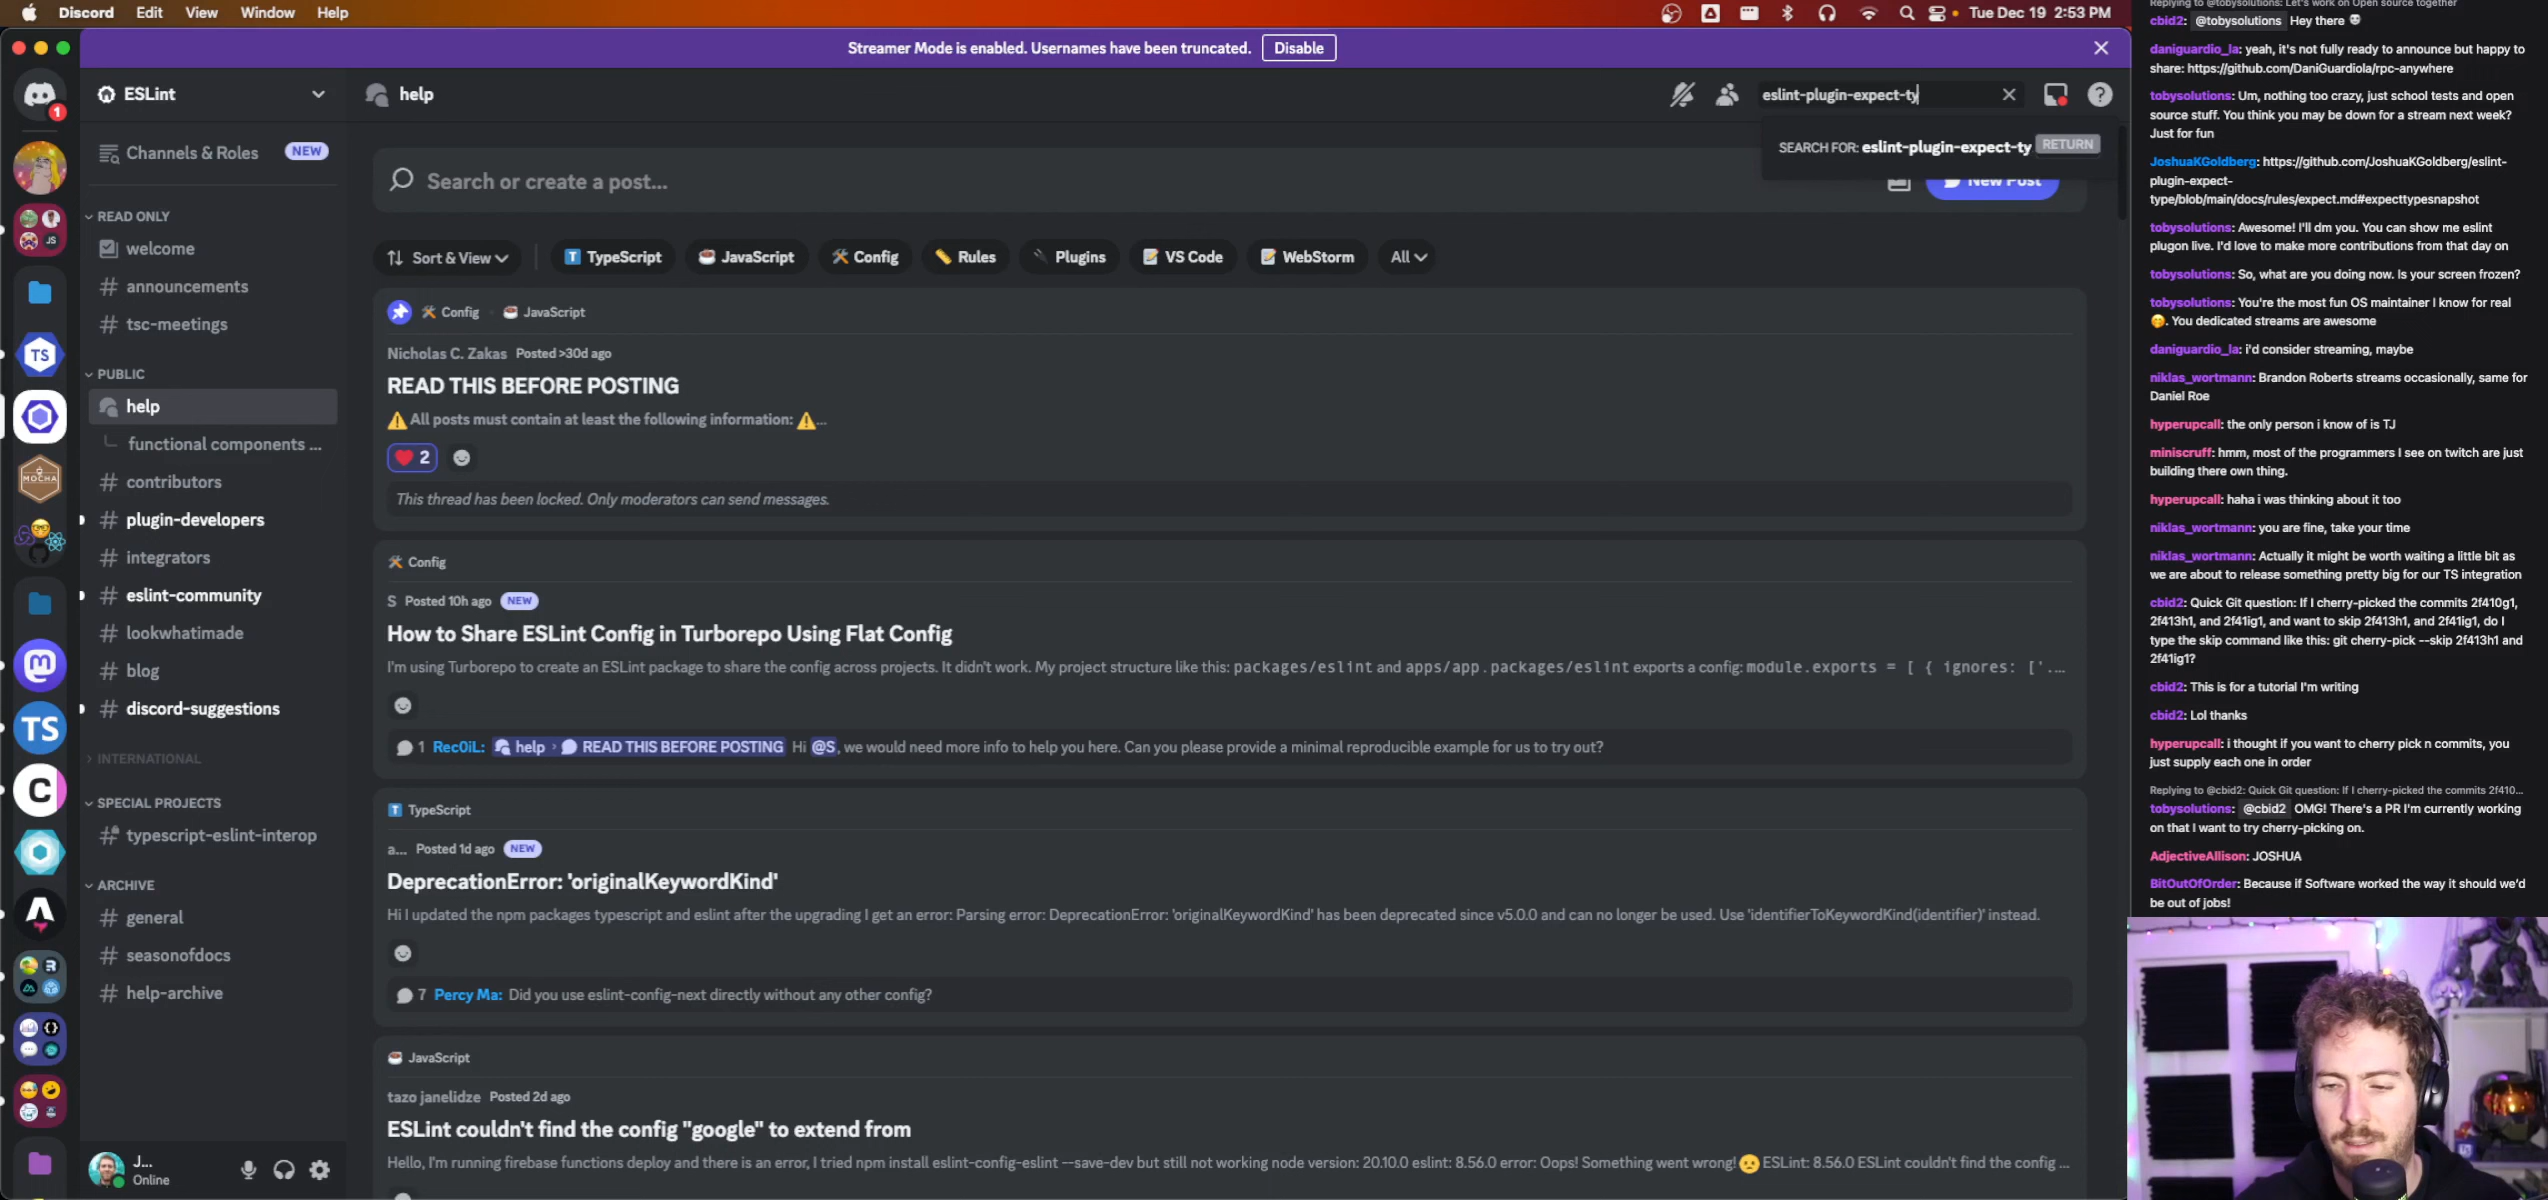 Discord Edit View Window Help
Tue Dec 19 2:53 PM
Streamer Mode is enabled. Usernames have been truncated. Disable
1
TS
MOCHA
TS
C
JS
ESLint
Channels & Roles NEW
READ ONLY
welcome
announcements
tsc-meetings
PUBLIC
help
functional components ...
contributors
plugin-developers
integrators
eslint-community
lookwhatimade
blog
discord-suggestions
INTERNATIONAL
SPECIAL PROJECTS
typescript-eslint-interop
ARCHIVE
general
seasonofdocs
help-archive
J...
Online
help
eslint-plugin-expect-ty
SEARCH FOR: eslint-plugin-expect-ty RETURN
Search or create a post...
New Post
Sort & View
TypeScript
JavaScript
Config
Rules
Plugins
VS Code
WebStorm
All
Config JavaScript
Nicholas C. Zakas Posted >30d ago
READ THIS BEFORE POSTING
⚠️ All posts must contain at least the following information: ⚠️...
❤️ 2
This thread has been locked. Only moderators can send messages.
Config
S Posted 10h ago NEW
How to Share ESLint Config in Turborepo Using Flat Config
I'm using Turborepo to create an ESLint package to share the config across projects. It didn't work. My project structure like this: packages/eslint and apps/app.packages/eslint exports a config: module.exports = [ { ignores: ['....
1 Rec0iL: help › READ THIS BEFORE POSTING Hi @S, we would need more info to help you here. Can you please provide a minimal reproducible example for us to try out?
TypeScript
a... Posted 1d ago NEW
DeprecationError: 'originalKeywordKind'
Hi I updated the npm packages typescript and eslint after the upgrading I get an error: Parsing error: DeprecationError: 'originalKeywordKind' has been deprecated since v5.0.0 and can no longer be used. Use 'identifierToKeywordKind(identifier)' instead.
7 Percy Ma: Did you use eslint-config-next directly without any other config?
JavaScript
tazo janelidze Posted 2d ago
ESLint couldn't find the config "google" to extend from
Hello, I'm running firebase functions deploy and there is an error, I tried npm install eslint-config-eslint --save-dev but still not working node version: 20.10.0 eslint: 8.56.0 error: Oops! Something went wrong! 😟 ESLint: 8.56.0 ESLint couldn't find the config ...
Replying to @tobysolutions: Let's work on Open source together
cbid2: @tobysolutions Hey there
daniguardio_la: yeah, it's not fully ready to announce but happy to
share: https://github.com/DaniGuardiola/rpc-anywhere
tobysolutions: Um, nothing too crazy, just school tests and open
source stuff. You think you may be down for a stream next week?
Just for fun
JoshuaKGoldberg: https://github.com/JoshuaKGoldberg/eslint-
plugin-expect-
type/blob/main/docs/rules/expect.md#expecttypesnapshot
tobysolutions: Awesome! I'll dm you. You can show me eslint
plugon live. I'd love to make more contributions from that day on
tobysolutions: So, what are you doing now. Is your screen frozen?
tobysolutions: You're the most fun OS maintainer I know for real
🤭. You dedicated streams are awesome
daniguardio_la: i'd consider streaming, maybe
niklas_wortmann: Brandon Roberts streams occasionally, same for
Daniel Roe
hyperupcall: the only person i know of is TJ
miniscruff: hmm, most of the programmers I see on twitch are just
building there own thing.
hyperupcall: haha i was thinking about it too
niklas_wortmann: you are fine, take your time
niklas_wortmann: Actually it might be worth waiting a little bit as
we are about to release something pretty big for our TS integration
cbid2: Quick Git question: If I cherry-picked the commits 2f410g1,
2f413h1, and 2f41ig1, and want to skip 2f413h1, and 2f41ig1, do I
type the skip command like this: git cherry-pick --skip 2f413h1 and
2f41ig1?
cbid2: This is for a tutorial I'm writing
cbid2: Lol thanks
hyperupcall: i thought if you want to cherry pick n commits, you
just supply each one in order
Replying to @cbid2: Quick Git question: If I cherry-picked the commits 2f410...
tobysolutions: @cbid2 OMG! There's a PR I'm currently working
on that I want to try cherry-picking on.
AdjectiveAllison: JOSHUA
BitOutOfOrder: Because if Software worked the way it should we'd
be out of jobs!